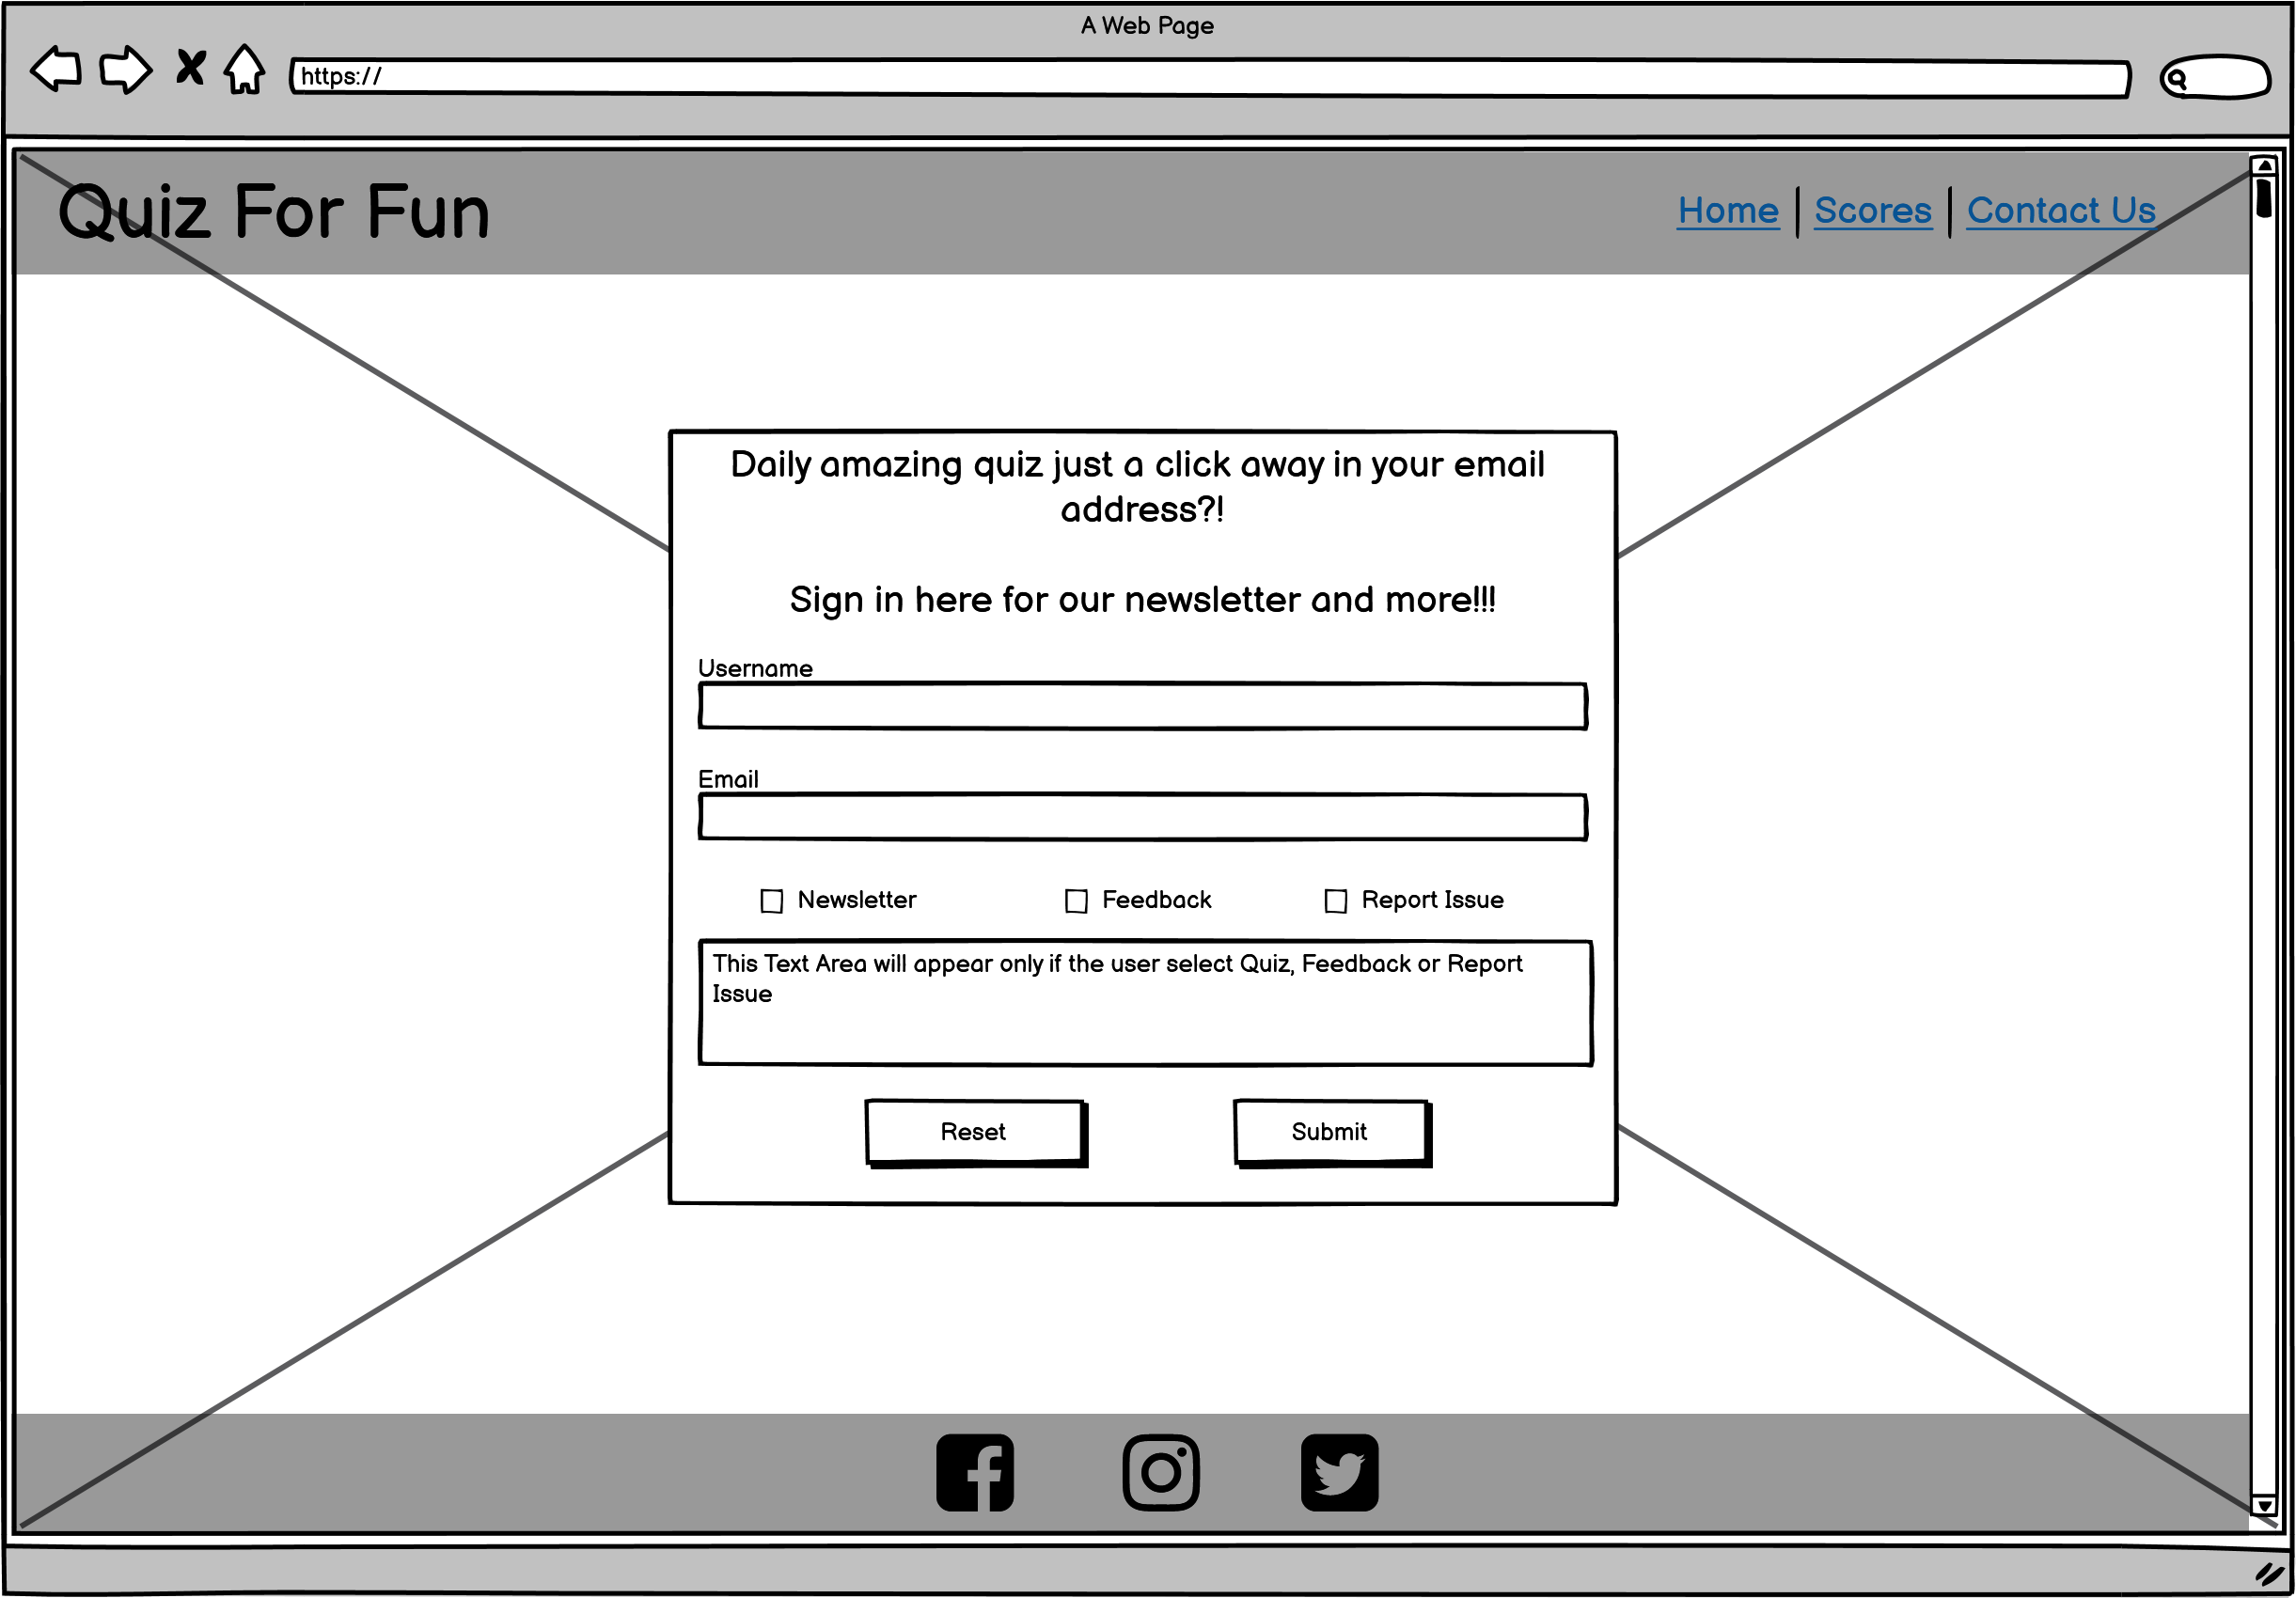 A Web Page
https://
Quiz For Fun
Home | Scores | Contact Us
Daily amazing quiz just a click away in your email
address?!
Sign in here for our newsletter and more!!!
Username
Email
Newsletter Feedback Report Issue
This Text Area will appear only if the user select Quiz, Feedback or Report
Issue
Reset Submit